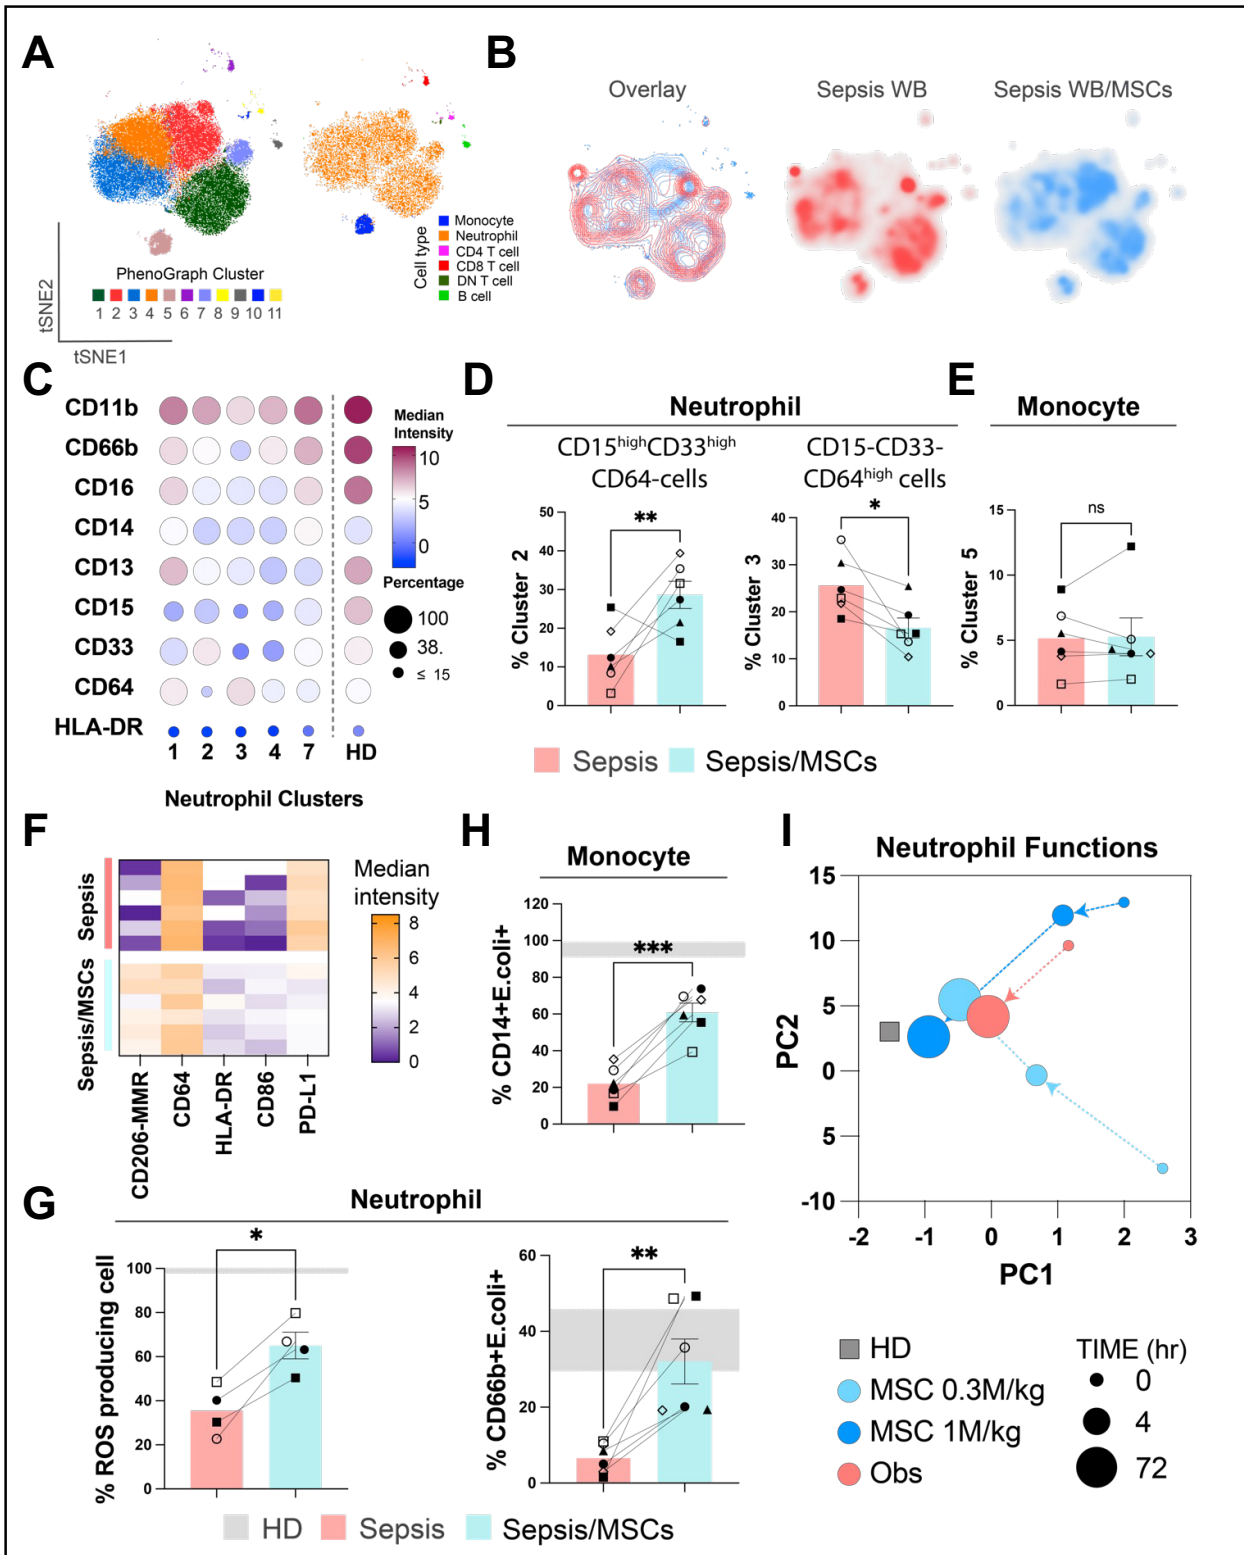 A
tSNE2
tSNE1
PhenoGraph Cluster
1 2 3 4 5 6 7 8 9 10 11
Cell type
Monocyte
Neutrophil
CD4 T cell
CD8 T cell
DN T cell
B cell
B
Overlay
Sepsis WB
Sepsis WB/MSCs
C
CD11b
CD66b
CD16
CD14
CD13
CD15
CD33
CD64
HLA-DR
1 2 3 4 7 HD
Neutrophil Clusters
Median
Intensity
10
5
0
Percentage
100
38.
≤ 15
D
Neutrophil
CD15highCD33high
CD64-cells
% Cluster 2
50
40
30
20
10
0
**
CD15-CD33-
CD64high cells
% Cluster 3
40
30
20
10
0
*
Sepsis
Sepsis/MSCs
E
Monocyte
% Cluster 5
15
10
5
0
ns
F
Sepsis
Sepsis/MSCs
CD206-MMR
CD64
HLA-DR
CD86
PD-L1
Median
intensity
8
6
4
2
0
H
Monocyte
% CD14+E.coli+
120
100
80
60
40
20
0
***
I
Neutrophil Functions
PC2
15
10
5
0
5
-10
-2 -1 0 1 2 3
PC1
HD
MSC 0.3M/kg
MSC 1M/kg
Obs
TIME (hr)
0
4
72
G
Neutrophil
% ROS producing cell
100
80
60
40
20
0
*
% CD66b+E.coli+
60
40
20
0
**
HD
Sepsis
Sepsis/MSCs